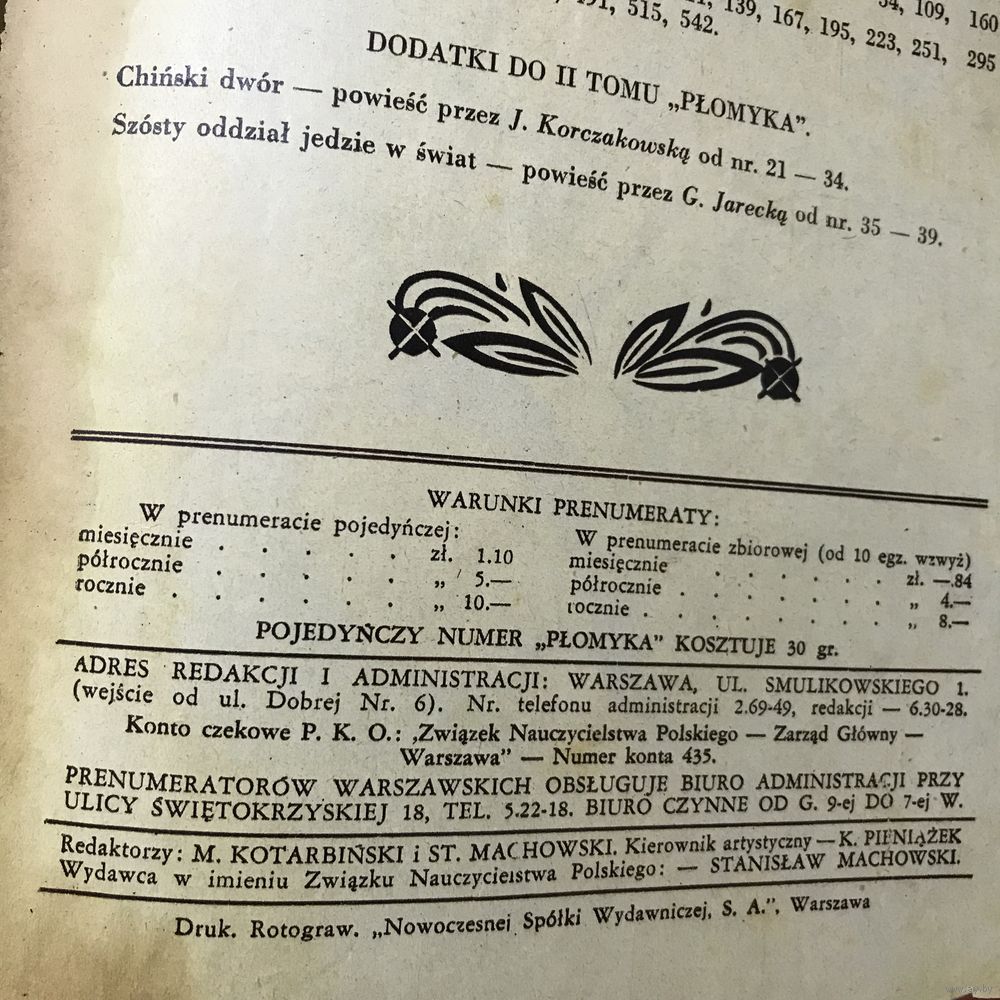 34, 109, 160
139, 167, 195, 223, 251, 295
515, 542.
DODATKI DO II TOMU „PŁOMYKA”.
Chiński dwór — powieść przez J. Korczakowską od nr. 21 — 34.
Szósty oddział jedzie w świat — powieść przez G. Jarecką od nr. 35 — 39.
WARUNKI PRENUMERATY:
W prenumeracie pojedyńczej:
miesięcznie . . . . . zł. 1.10
półrocznie . . . . . „ 5.—
rocznie . . . . . . „ 10.—
W prenumeracie zbiorowej (od 10 egz. wzwyż)
miesięcznie . . . . . zł. —.84
półrocznie . . . . . . „ 4.—
rocznie . . . . . . . „ 8.—
POJEDYŃCZY NUMER „PŁOMYKA” KOSZTUJE 30 gr.
ADRES REDAKCJI I ADMINISTRACJI: WARSZAWA, UL. SMULIKOWSKIEGO 1.
(wejście od ul. Dobrej Nr. 6). Nr. telefonu administracji 2.69-49, redakcji — 6.30-28.
Konto czekowe P. K. O.: „Związek Nauczycielstwa Polskiego — Zarząd Główny —
Warszawa” — Numer konta 435.
PRENUMERATORÓW WARSZAWSKICH OBSŁUGUJE BIURO ADMINISTRACJI PRZY
ULICY ŚWIĘTOKRZYSKIEJ 18, TEL. 5.22-18. BIURO CZYNNE OD G. 9-ej DO 7-ej W.
Redaktorzy: M. KOTARBIŃSKI i ST. MACHOWSKI. Kierownik artystyczny — K. PIENIĄŻEK
Wydawca w imieniu Związku Nauczycielstwa Polskiego: — STANISŁAW MACHOWSKI.
Druk. Rotograw. „Nowoczesnej Spółki Wydawniczej, S. A.”, Warszawa